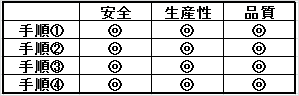 安全 生産性 品質
手順① ◎ ◎ ◎
手順② ◎ ◎ ◎
手順③ ◎ ◎ ◎
手順④ ◎ ◎ ◎